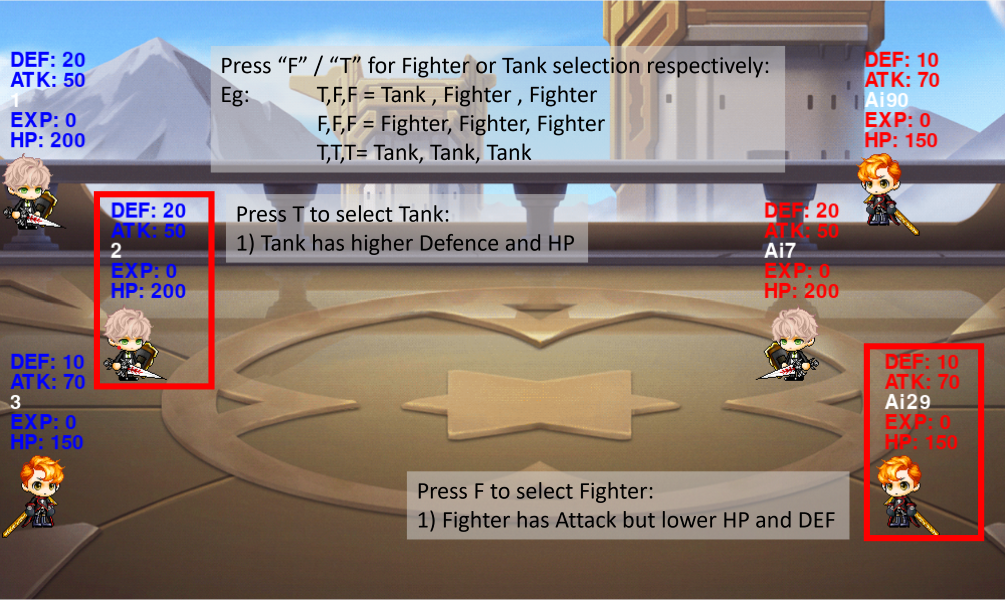 DEF: 20
ATK: 50
1
EXP: 0
HP: 200
Press “F” / “T” for Fighter or Tank selection respectively:
Eg: T,F,F = Tank , Fighter , Fighter
F,F,F = Fighter, Fighter, Fighter
T,T,T= Tank, Tank, Tank
DEF: 10
ATK: 70
Ai90
EXP: 0
HP: 150
DEF: 20
ATK: 50
2
EXP: 0
HP: 200
Press T to select Tank:
1) Tank has higher Defence and HP
DEF: 20
ATK: 50
Ai7
EXP: 0
HP: 200
DEF: 10
ATK: 70
3
EXP: 0
HP: 150
DEF: 10
ATK: 70
Ai29
EXP: 0
HP: 150
Press F to select Fighter:
1) Fighter has Attack but lower HP and DEF